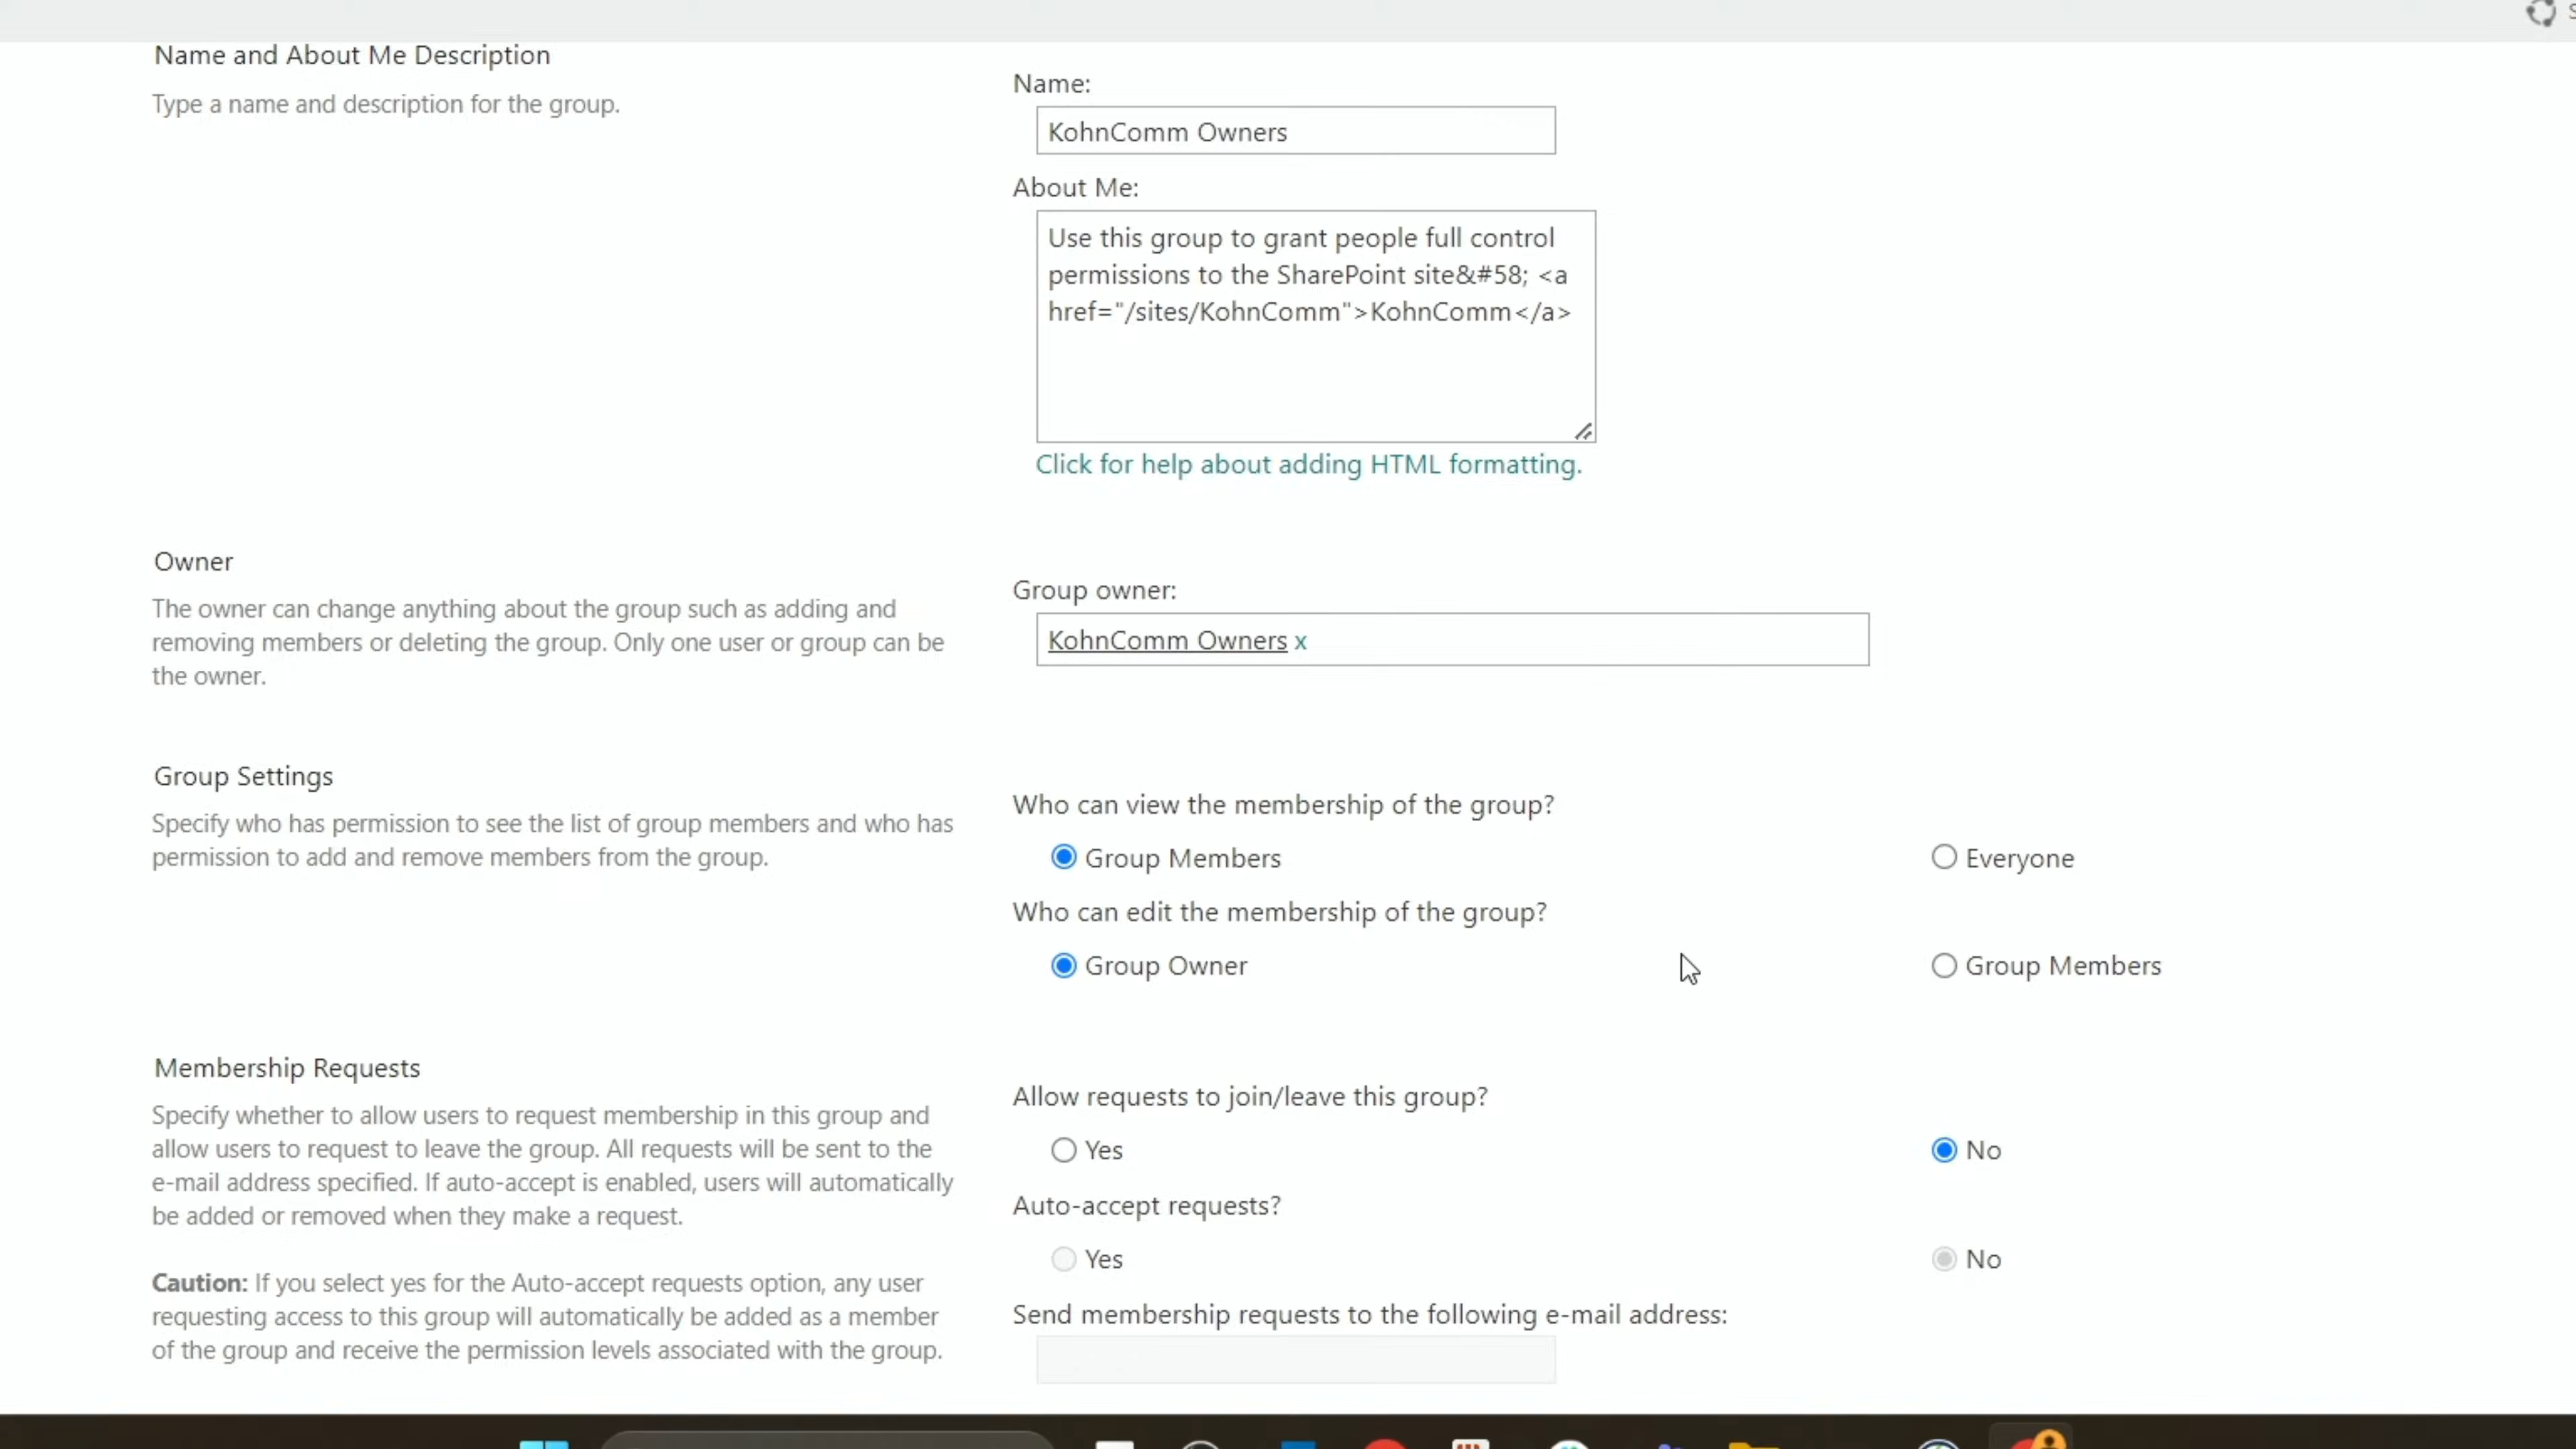 Name and About Me Description
Type a name and description for the group.
Name:
KohnComm Owners
About Me:
Use this group to grant people full control
permissions to the SharePoint site&#58; <a
href="/sites/KohnComm">KohnComm</a>
Click for help about adding HTML formatting.
Owner
The owner can change anything about the group such as adding and
removing members or deleting the group. Only one user or group can be
the owner.
Group owner:
KohnComm Owners x
Group Settings
Specify who has permission to see the list of group members and who has
permission to add and remove members from the group.
Who can view the membership of the group?
Group Members
Everyone
Who can edit the membership of the group?
Group Owner
Group Members
Membership Requests
Specify whether to allow users to request membership in this group and
allow users to request to leave the group. All requests will be sent to the
e-mail address specified. If auto-accept is enabled, users will automatically
be added or removed when they make a request.
Caution: If you select yes for the Auto-accept requests option, any user
requesting access to this group will automatically be added as a member
of the group and receive the permission levels associated with the group.
Allow requests to join/leave this group?
Yes
No
Auto-accept requests?
Yes
No
Send membership requests to the following e-mail address: